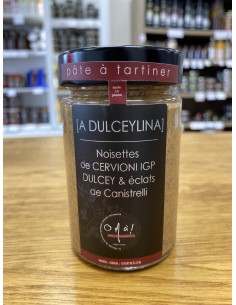 pâte à tartiner
[A DULCEYLINA]
Noisettes
de CERVIONI IGP
DULCEY & éclats
de Canistrelli